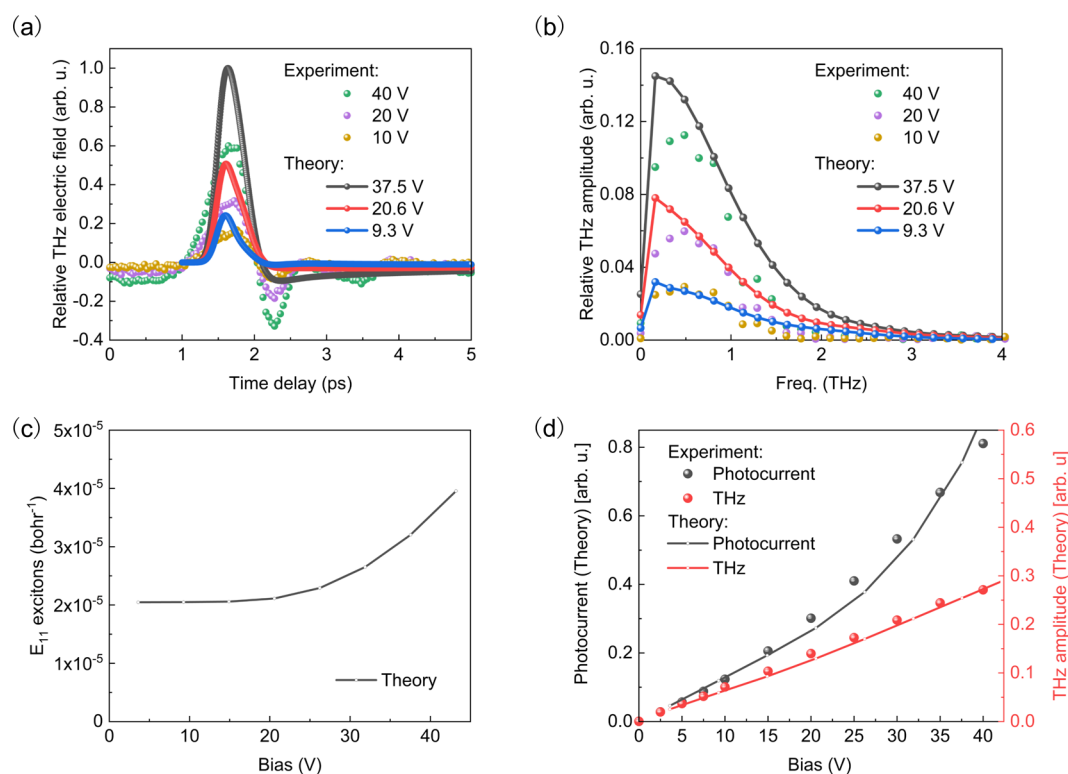 (a)
Relative THz electric field (arb. u.)
1.0
0.8
0.6
0.4
0.2
0.0
-0.2
-0.4
Experiment:
40 V
20 V
10 V
Theory:
37.5 V
20.6 V
9.3 V
0 1 2 3 4 5
Time delay (ps)
(b)
Relative THz amplitude (arb. u.)
0.16
0.12
0.08
0.04
0.00
Experiment:
40 V
20 V
10 V
Theory:
37.5 V
20.6 V
9.3 V
0 1 2 3 4
Freq. (THz)
(c)
E₁₁ excitons (bohr⁻¹)
5x10⁻⁵
4x10⁻⁵
3x10⁻⁵
2x10⁻⁵
1x10⁻⁵
0
Theory
0 10 20 30 40
Bias (V)
(d)
Photocurrent (Theory) [arb. u.]
0.8
0.6
0.4
0.2
0.0
Experiment:
Photocurrent
THz
Theory:
Photocurrent
THz
0 5 10 15 20 25 30 35 40
Bias (V)
0.6
0.5
0.4
0.3
0.2
0.1
0.0
THz amplitude (Theory) [arb. u]